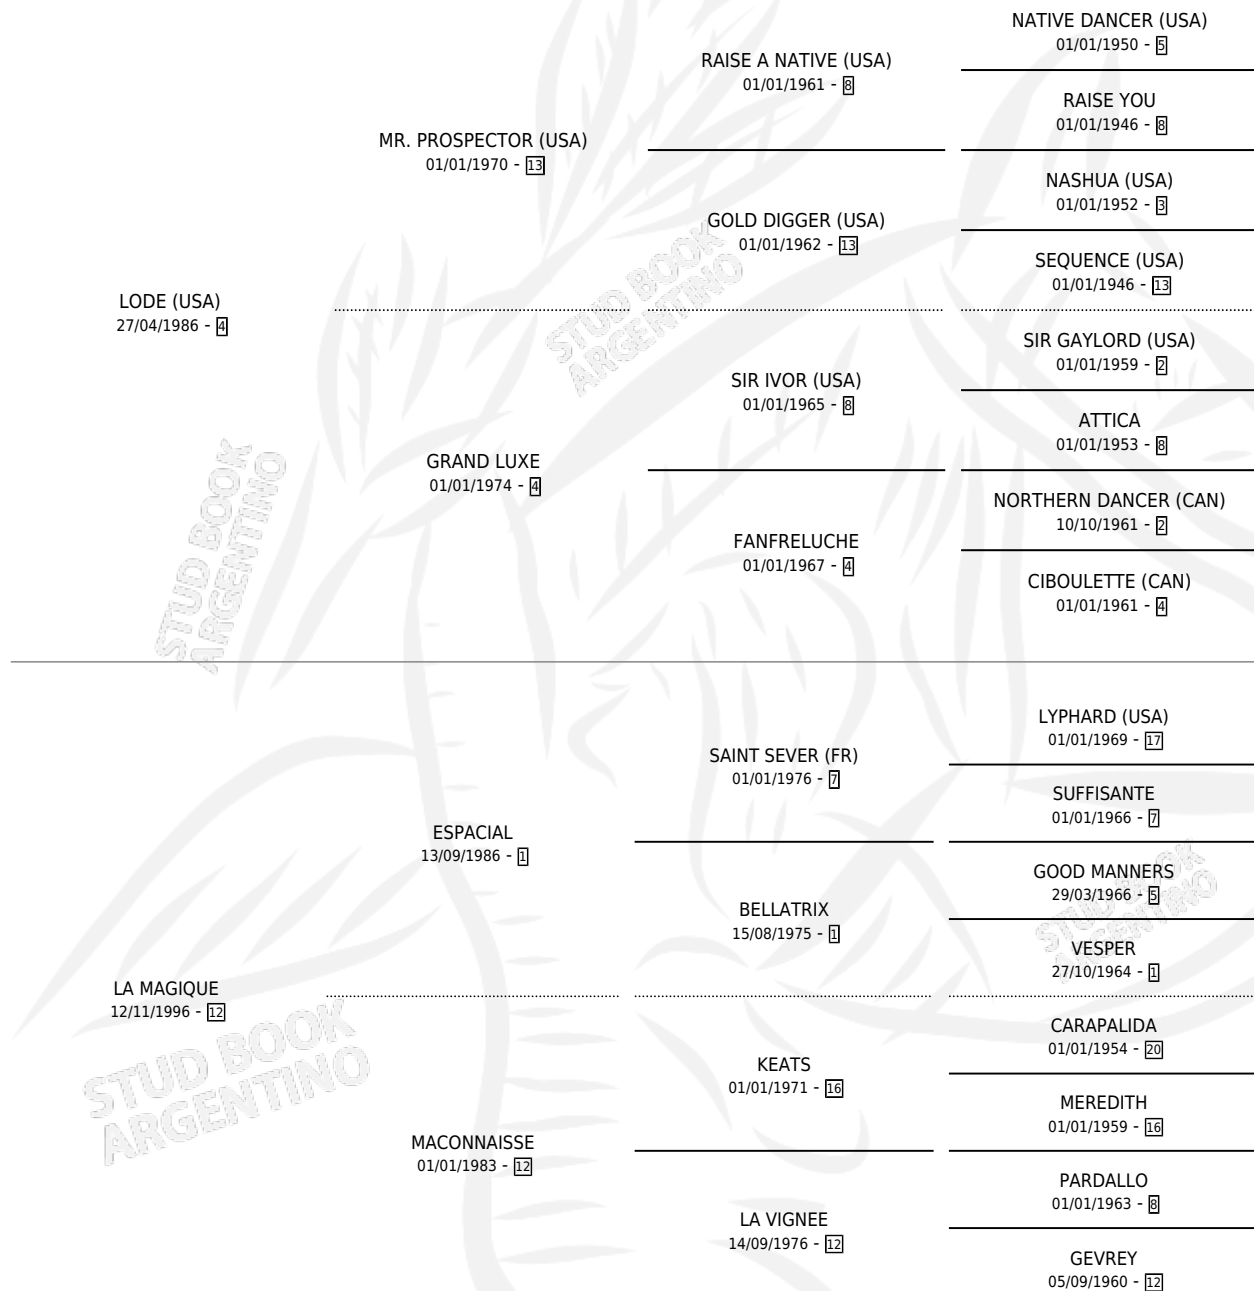 NATIVE DANCER (USA)
01/01/1950 - 5
RAISE A NATIVE (USA)
01/01/1961 - 8
RAISE YOU
01/01/1946 - 8
MR. PROSPECTOR (USA)
01/01/1970 - 13
NASHUA (USA)
01/01/1952 - 3
GOLD DIGGER (USA)
01/01/1962 - 13
SEQUENCE (USA)
01/01/1946 - 13
LODE (USA)
27/04/1986 - 4
SIR GAYLORD (USA)
01/01/1959 - 2
SIR IVOR (USA)
01/01/1965 - 8
ATTICA
01/01/1953 - 8
GRAND LUXE
01/01/1974 - 4
NORTHERN DANCER (CAN)
10/10/1961 - 2
FANFRELUCHE
01/01/1967 - 4
CIBOULETTE (CAN)
01/01/1961 - 4
LYPHARD (USA)
01/01/1969 - 17
SAINT SEVER (FR)
01/01/1976 - 7
SUFFISANTE
01/01/1966 - 7
ESPACIAL
13/09/1986 - 1
GOOD MANNERS
29/03/1966 - 5
BELLATRIX
15/08/1975 - 1
VESPER
27/10/1964 - 1
LA MAGIQUE
12/11/1996 - 12
CARAPALIDA
01/01/1954 - 20
KEATS
01/01/1971 - 16
MEREDITH
01/01/1959 - 16
MACONNAISSE
01/01/1983 - 12
PARDALLO
01/01/1963 - 8
LA VIGNEE
14/09/1976 - 12
GEVREY
05/09/1960 - 12
STUD BOOK
ARGENTINO
STUD BOOK
ARGENTINO
STUD BOOK
ARGENTINO
STUD BOOK
ARGENTINO